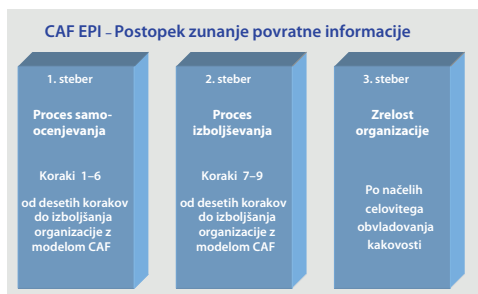 CAF EPI – Postopek zunanje povratne informacije
1. steber
Proces samo-
ocenjevanja
Koraki 1–6
od desetih korakov
do izboljšanja
organizacije z
modelom CAF
2. steber
Proces
izboljševanja
Koraki 7–9
od desetih korakov
do izboljšanja
organizacije z
modelom CAF
3. steber
Zrelost
organizacije
Po načelih
celovitega
obvladovanja
kakovosti